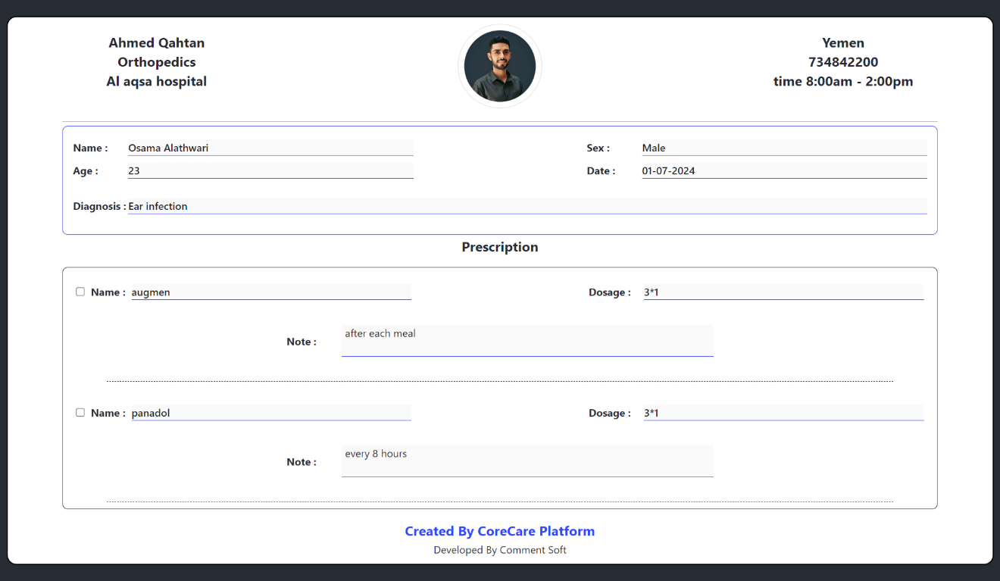 Ahmed Qahtan
Orthopedics
Al aqsa hospital
Yemen
734842200
time 8:00am - 2:00pm
Name : Osama Alathwari
Sex : Male
Age : 23
Date : 01-07-2024
Diagnosis : Ear infection
Prescription
Name : augmen
Dosage : 3*1
Note : after each meal
Name : panadol
Dosage : 3*1
Note : every 8 hours
Created By CoreCare Platform
Developed By Comment Soft